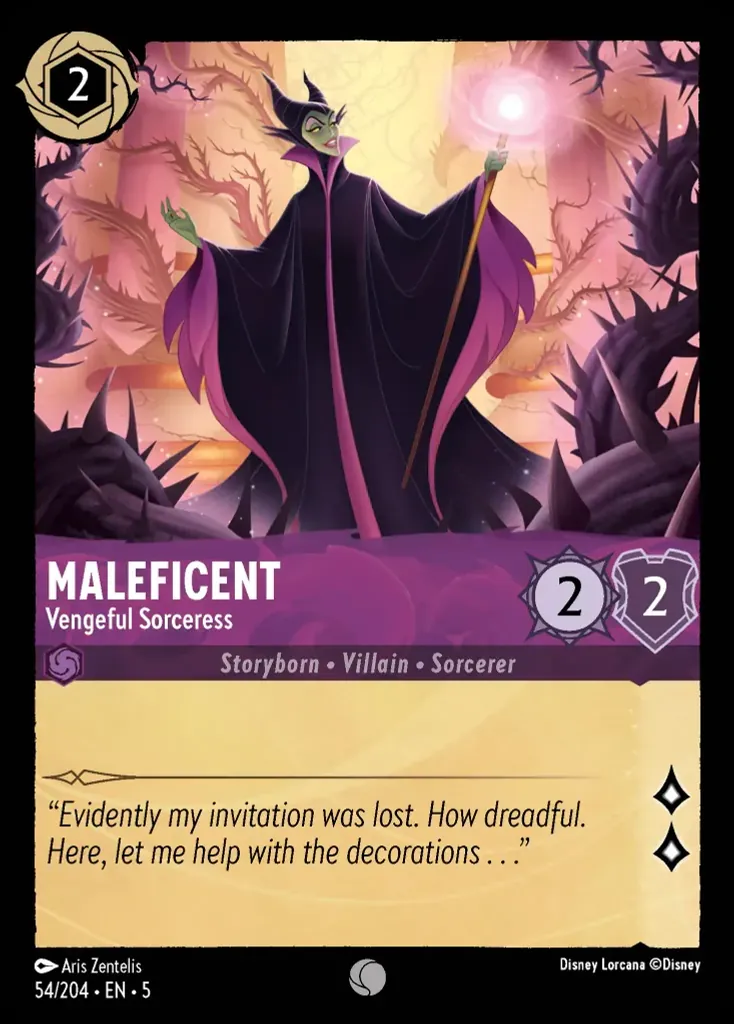 2
MALEFICENT
Vengeful Sorceress
2
2
Storyborn • Villain • Sorcerer
“Evidently my invitation was lost. How dreadful.
Here, let me help with the decorations . . .”
Aris Zentelis
Disney Lorcana ©Disney
54/204 • EN • 5